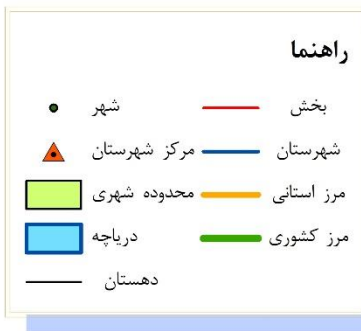 راهنما
بخش شهر
شهرستان مرکز شهرستان
مرز استانی محدوده شهری
مرز کشوری دریاچه
دهستان